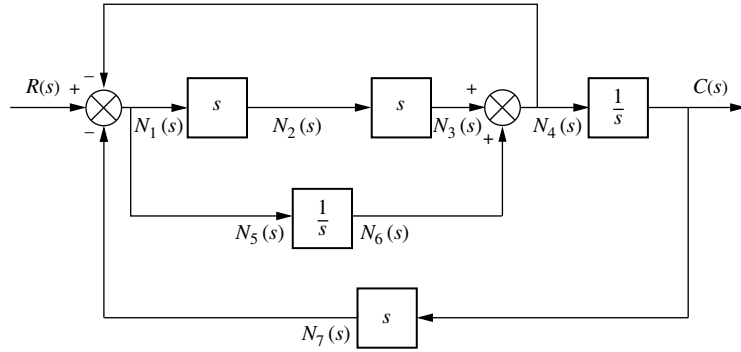 R(s) + − −
N₁(s)
s
N₂(s)
s
N₃(s)
+ +
N₄(s)
1/s
C(s)
N₅(s)
1/s
N₆(s)
N₇(s)
s